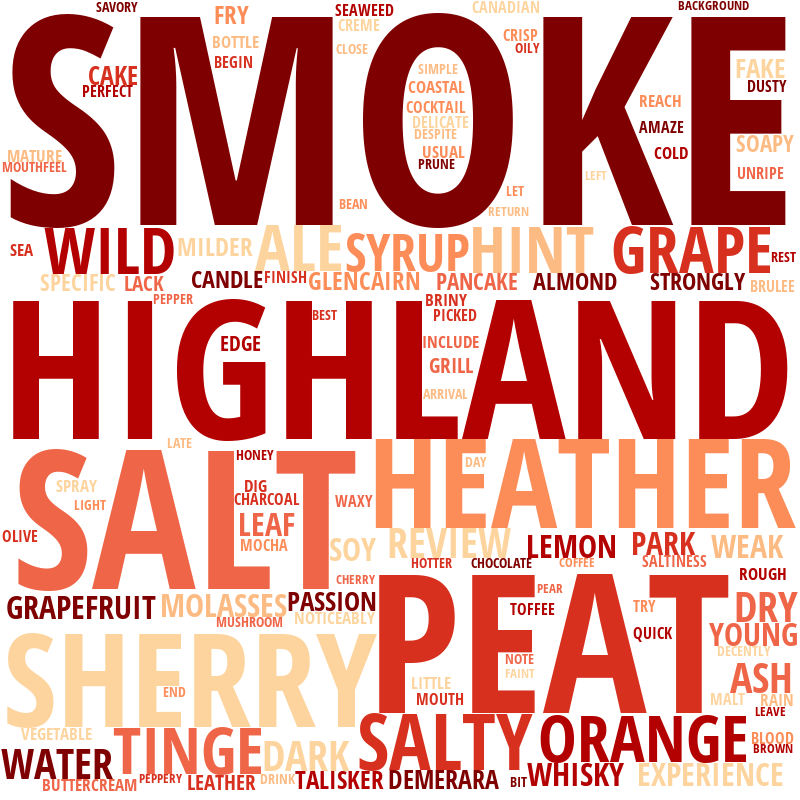 SAVORY
FRY
SEAWEED
CANADIAN
BACKGROUND
CREME
BOTTLE
CLOSE
CRISP
OILY
BEGIN
SMOKE
CAKE
PERFECT
SIMPLE
COASTAL
COCKTAIL
DELICATE
DESPITE
USUAL
PRUNE
FAKE
DUSTY
REACH
AMAZE
COLD
SOAPY
MATURE
MOUTHFEEL
UNRIPE
LEFT
LET
BEAN
RETURN
SEA
WILD
MILDER
ALE
SYRUP
HINT
GRAPE
REST
SPECIFIC
LACK
CANDLE
FINISH
GLENCAIRN
PANCAKE
ALMOND
STRONGLY
BRULEE
PEPPER
BRINY
BEST
PICKED
HIGHLAND
EDGE
INCLUDE
GRILL
ARRIVAL
LATE
HONEY
SALT
HEATHER
DAY
SPRAY
LIGHT
DIG
CHARCOAL
WAXY
OLIVE
LEAF
MOCHA
SOY
REVIEW
LEMON
PARK
WEAK
SALTINESS
HOTTER
CHOCOLATE
COFFEE
ROUGH
CHERRY
PEAT
PEAR
GRAPEFRUIT
MOLASSES
PASSION
TOFFEE
TRY
DRY
MUSHROOM
NOTICEABLY
QUICK
YOUNG
DECENTLY
SHERRY
NOTE
FAINT
END
LITTLE
MOUTH
ASH
MALT
RAIN
LEAVE
VEGETABLE
TINGE
DARK
SALTY
ORANGE
BLOOD
BROWN
WATER
BUTTERCREAM
PEPPERY
LEATHER
DRINK
TALISKER
DEMERARA
BIT
WHISKY
EXPERIENCE